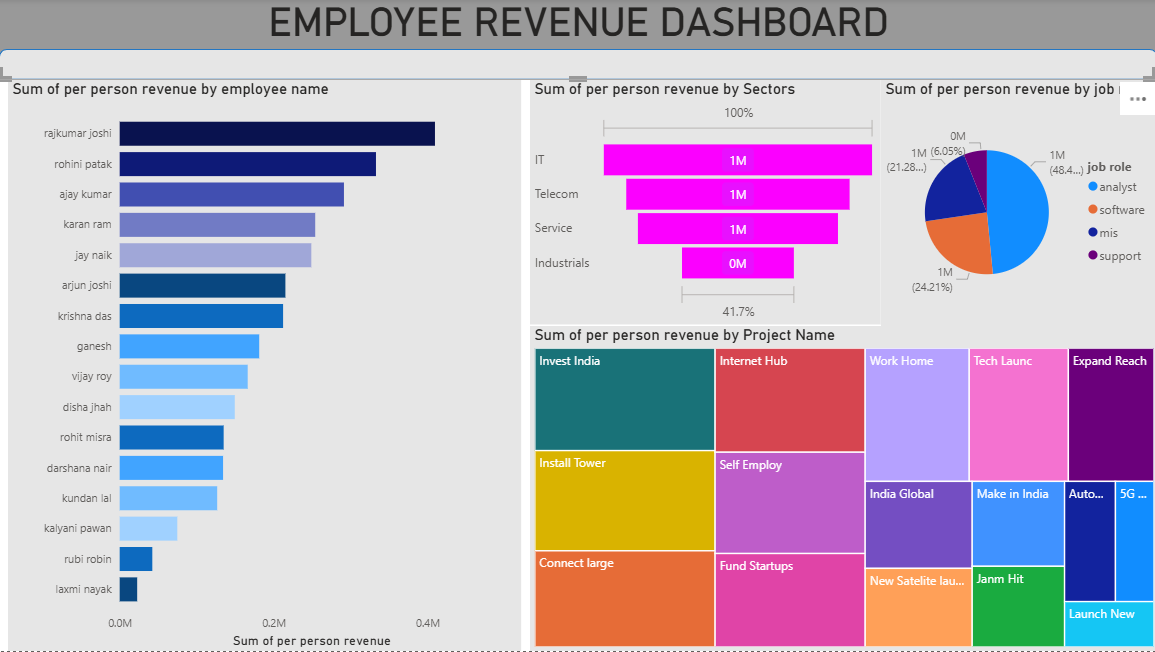 EMPLOYEE REVENUE DASHBOARD
Sum of per person revenue by employee name
rajkumar joshi
rohini patak
ajay kumar
karan ram
jay naik
arjun joshi
krishna das
ganesh
vijay roy
disha jhah
rohit misra
darshana nair
kundan lal
kalyani pawan
rubi robin
laxmi nayak
0.0M 0.2M 0.4M
Sum of per person revenue
Sum of per person revenue by Sectors
100%
IT 1M
Telecom 1M
Service 1M
Industrials 0M
41.7%
Sum of per person revenue by job
0M
(6.05%)
1M
(21.28...)
1M
(48.4...)
1M
(24.21%)
job role
analyst
software
mis
support
Sum of per person revenue by Project Name
Invest India
Install Tower
Connect large
Internet Hub
Self Employ
Fund Startups
Work Home
Tech Launc
Expand Reach
India Global
New Satelite lau...
Make in India
Janm Hit
Auto...
5G ...
Launch New